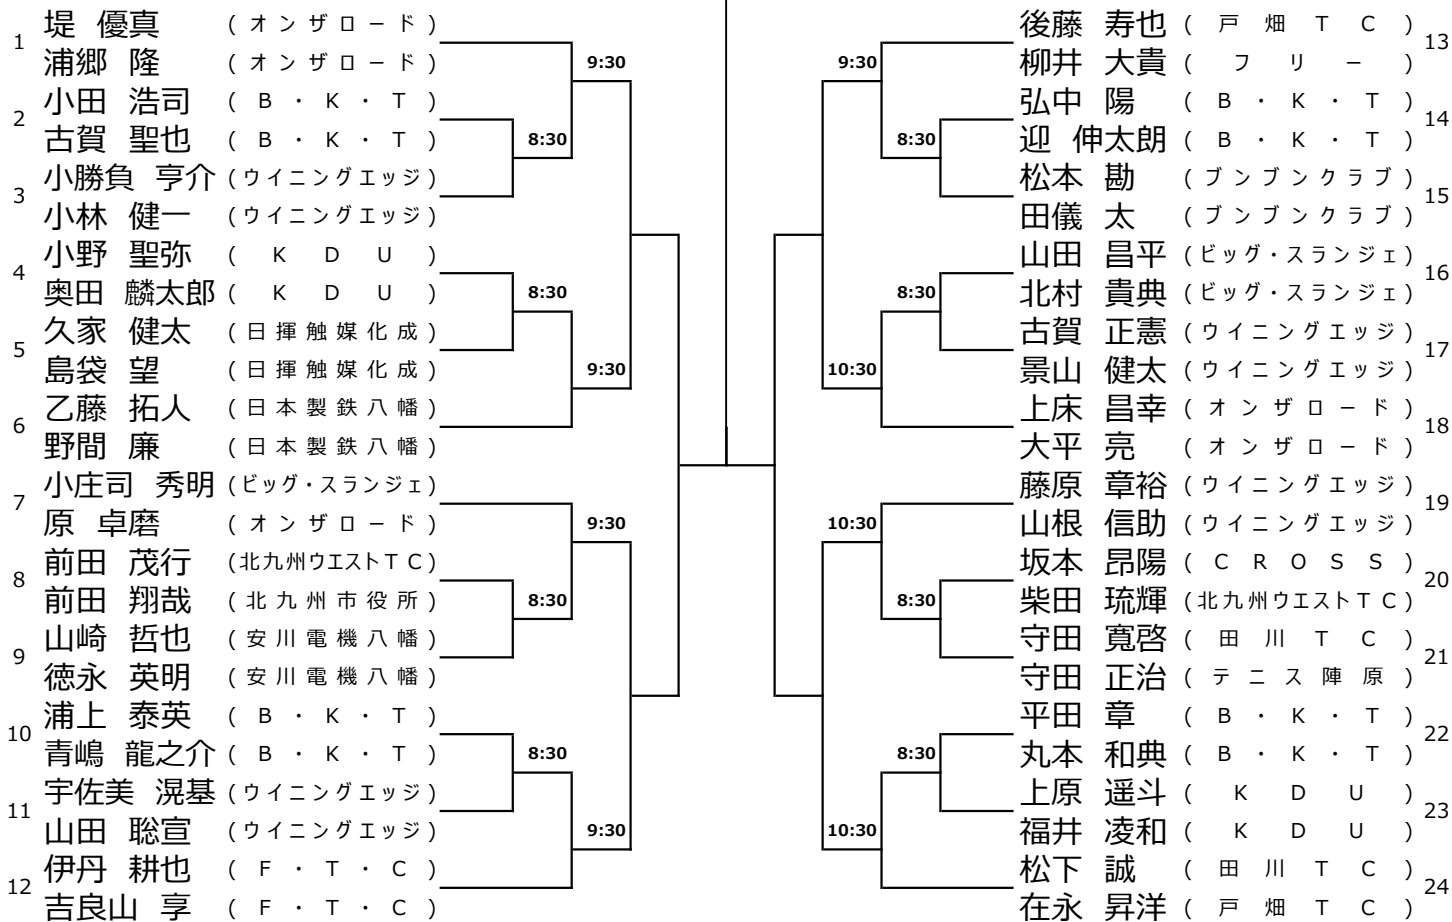 堤 優真 (オンザロード)
1
浦郷 隆 (オンザロード)
9:30
小田 浩司 (B・K・T)
2
古賀 聖也 (B・K・T)
8:30
小勝負 亨介 (ウイニングエッジ)
3
小林 健一 (ウイニングエッジ)
小野 聖弥 (KDU)
4
奥田 麟太郎 (KDU)
8:30
久家 健太 (日揮触媒化成)
5
島袋 望 (日揮触媒化成)
9:30
乙藤 拓人 (日本製鉄八幡)
6
野間 廉 (日本製鉄八幡)
小庄司 秀明 (ビッグ・スランジェ)
7
原 卓磨 (オンザロード)
9:30
前田 茂行 (北九州ウエストTC)
8
前田 翔哉 (北九州市役所)
8:30
山崎 哲也 (安川電機八幡)
9
徳永 英明 (安川電機八幡)
浦上 泰英 (B・K・T)
10
青嶋 龍之介 (B・K・T)
8:30
宇佐美 滉基 (ウイニングエッジ)
11
山田 聡宣 (ウイニングエッジ)
9:30
伊丹 耕也 (F・T・C)
12
吉良山 享 (F・T・C)
後藤 寿也 (戸畑TC)
13
9:30
柳井 大貴 (フリー)
弘中 陽 (B・K・T)
14
8:30
迎 伸太朗 (B・K・T)
松本 勘 (ブンブンクラブ)
15
田儀 太 (ブンブンクラブ)
山田 昌平 (ビッグ・スランジェ)
16
8:30
北村 貴典 (ビッグ・スランジェ)
古賀 正憲 (ウイニングエッジ)
17
10:30
景山 健太 (ウイニングエッジ)
上床 昌幸 (オンザロード)
18
大平 亮 (オンザロード)
藤原 章裕 (ウイニングエッジ)
19
10:30
山根 信助 (ウイニングエッジ)
坂本 昂陽 (CROSS)
20
8:30
柴田 琉輝 (北九州ウエストTC)
守田 寛啓 (田川TC)
21
守田 正治 (テニス陣原)
平田 章 (B・K・T)
22
8:30
丸本 和典 (B・K・T)
上原 遥斗 (KDU)
23
10:30
福井 凌和 (KDU)
松下 誠 (田川TC)
24
在永 昇洋 (戸畑TC)